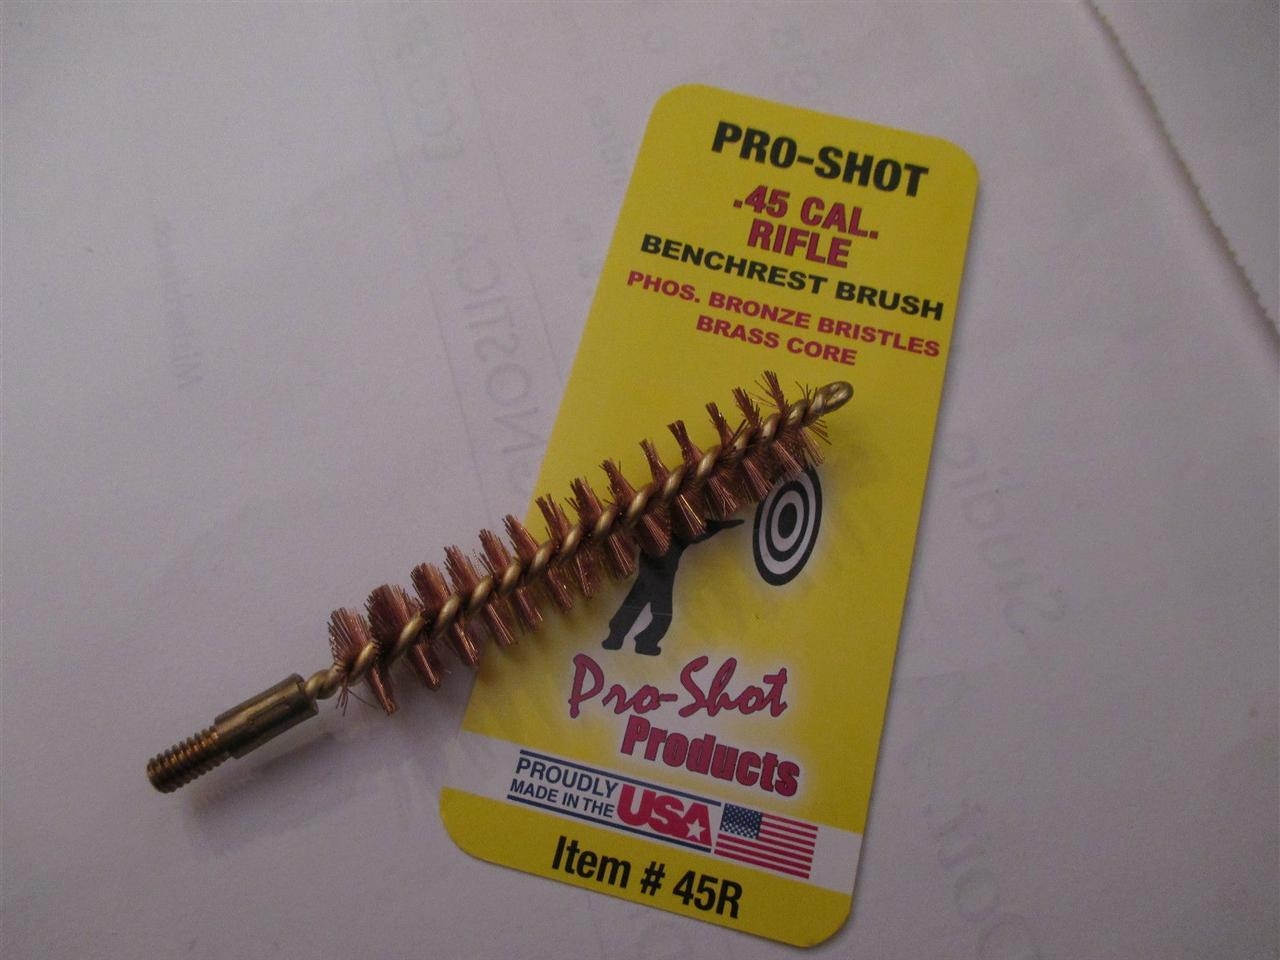 PRO-SHOT
.45 CAL.
RIFLE
BENCHREST BRUSH
PHOS. BRONZE BRISTLES
BRASS CORE
Pro-Shot
Products
PROUDLY
MADE IN THE
USA
Item # 45R